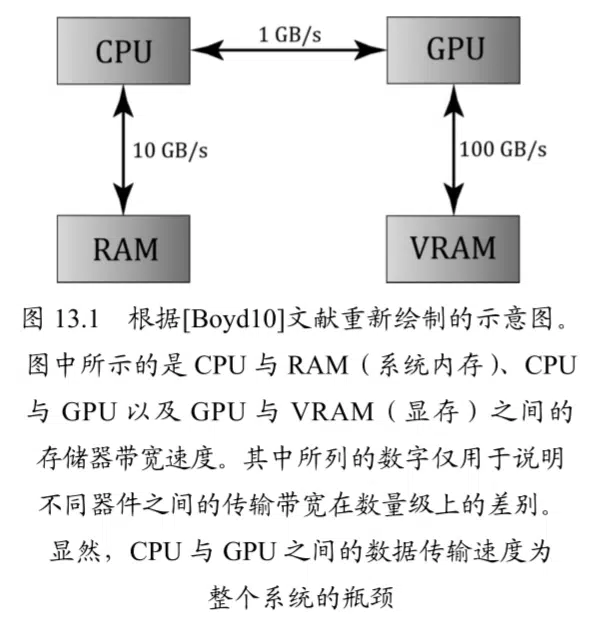 CPU
1 GB/s
GPU
10 GB/s
100 GB/s
RAM
VRAM
图 13.1 根据[Boyd10]文献重新绘制的示意图。
图中所示的是 CPU 与 RAM（系统内存）、CPU
与 GPU 以及 GPU 与 VRAM（显存）之间的
存储器带宽速度。其中所列的数字仅用于说明
不同器件之间的传输带宽在数量级上的差别。
显然，CPU 与 GPU 之间的数据传输速度为
整个系统的瓶颈